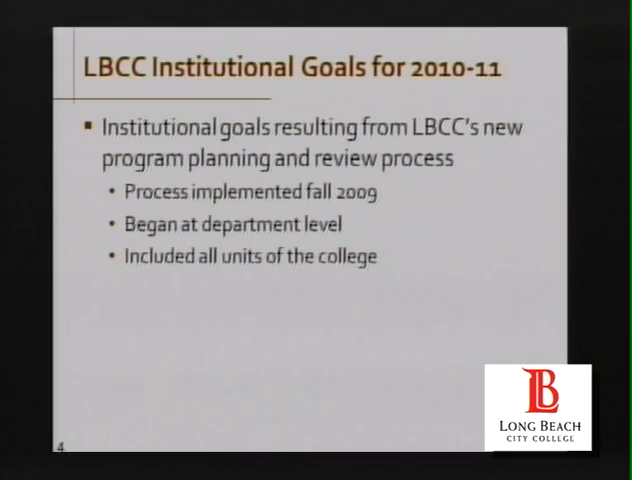 LBCC Institutional Goals for 2010-11
Institutional goals resulting from LBCC's new
program planning and review process
Process implemented fall 2009
Began at department level
Included all units of the college
4
LB
LONG BEACH
CITY COLLEGE